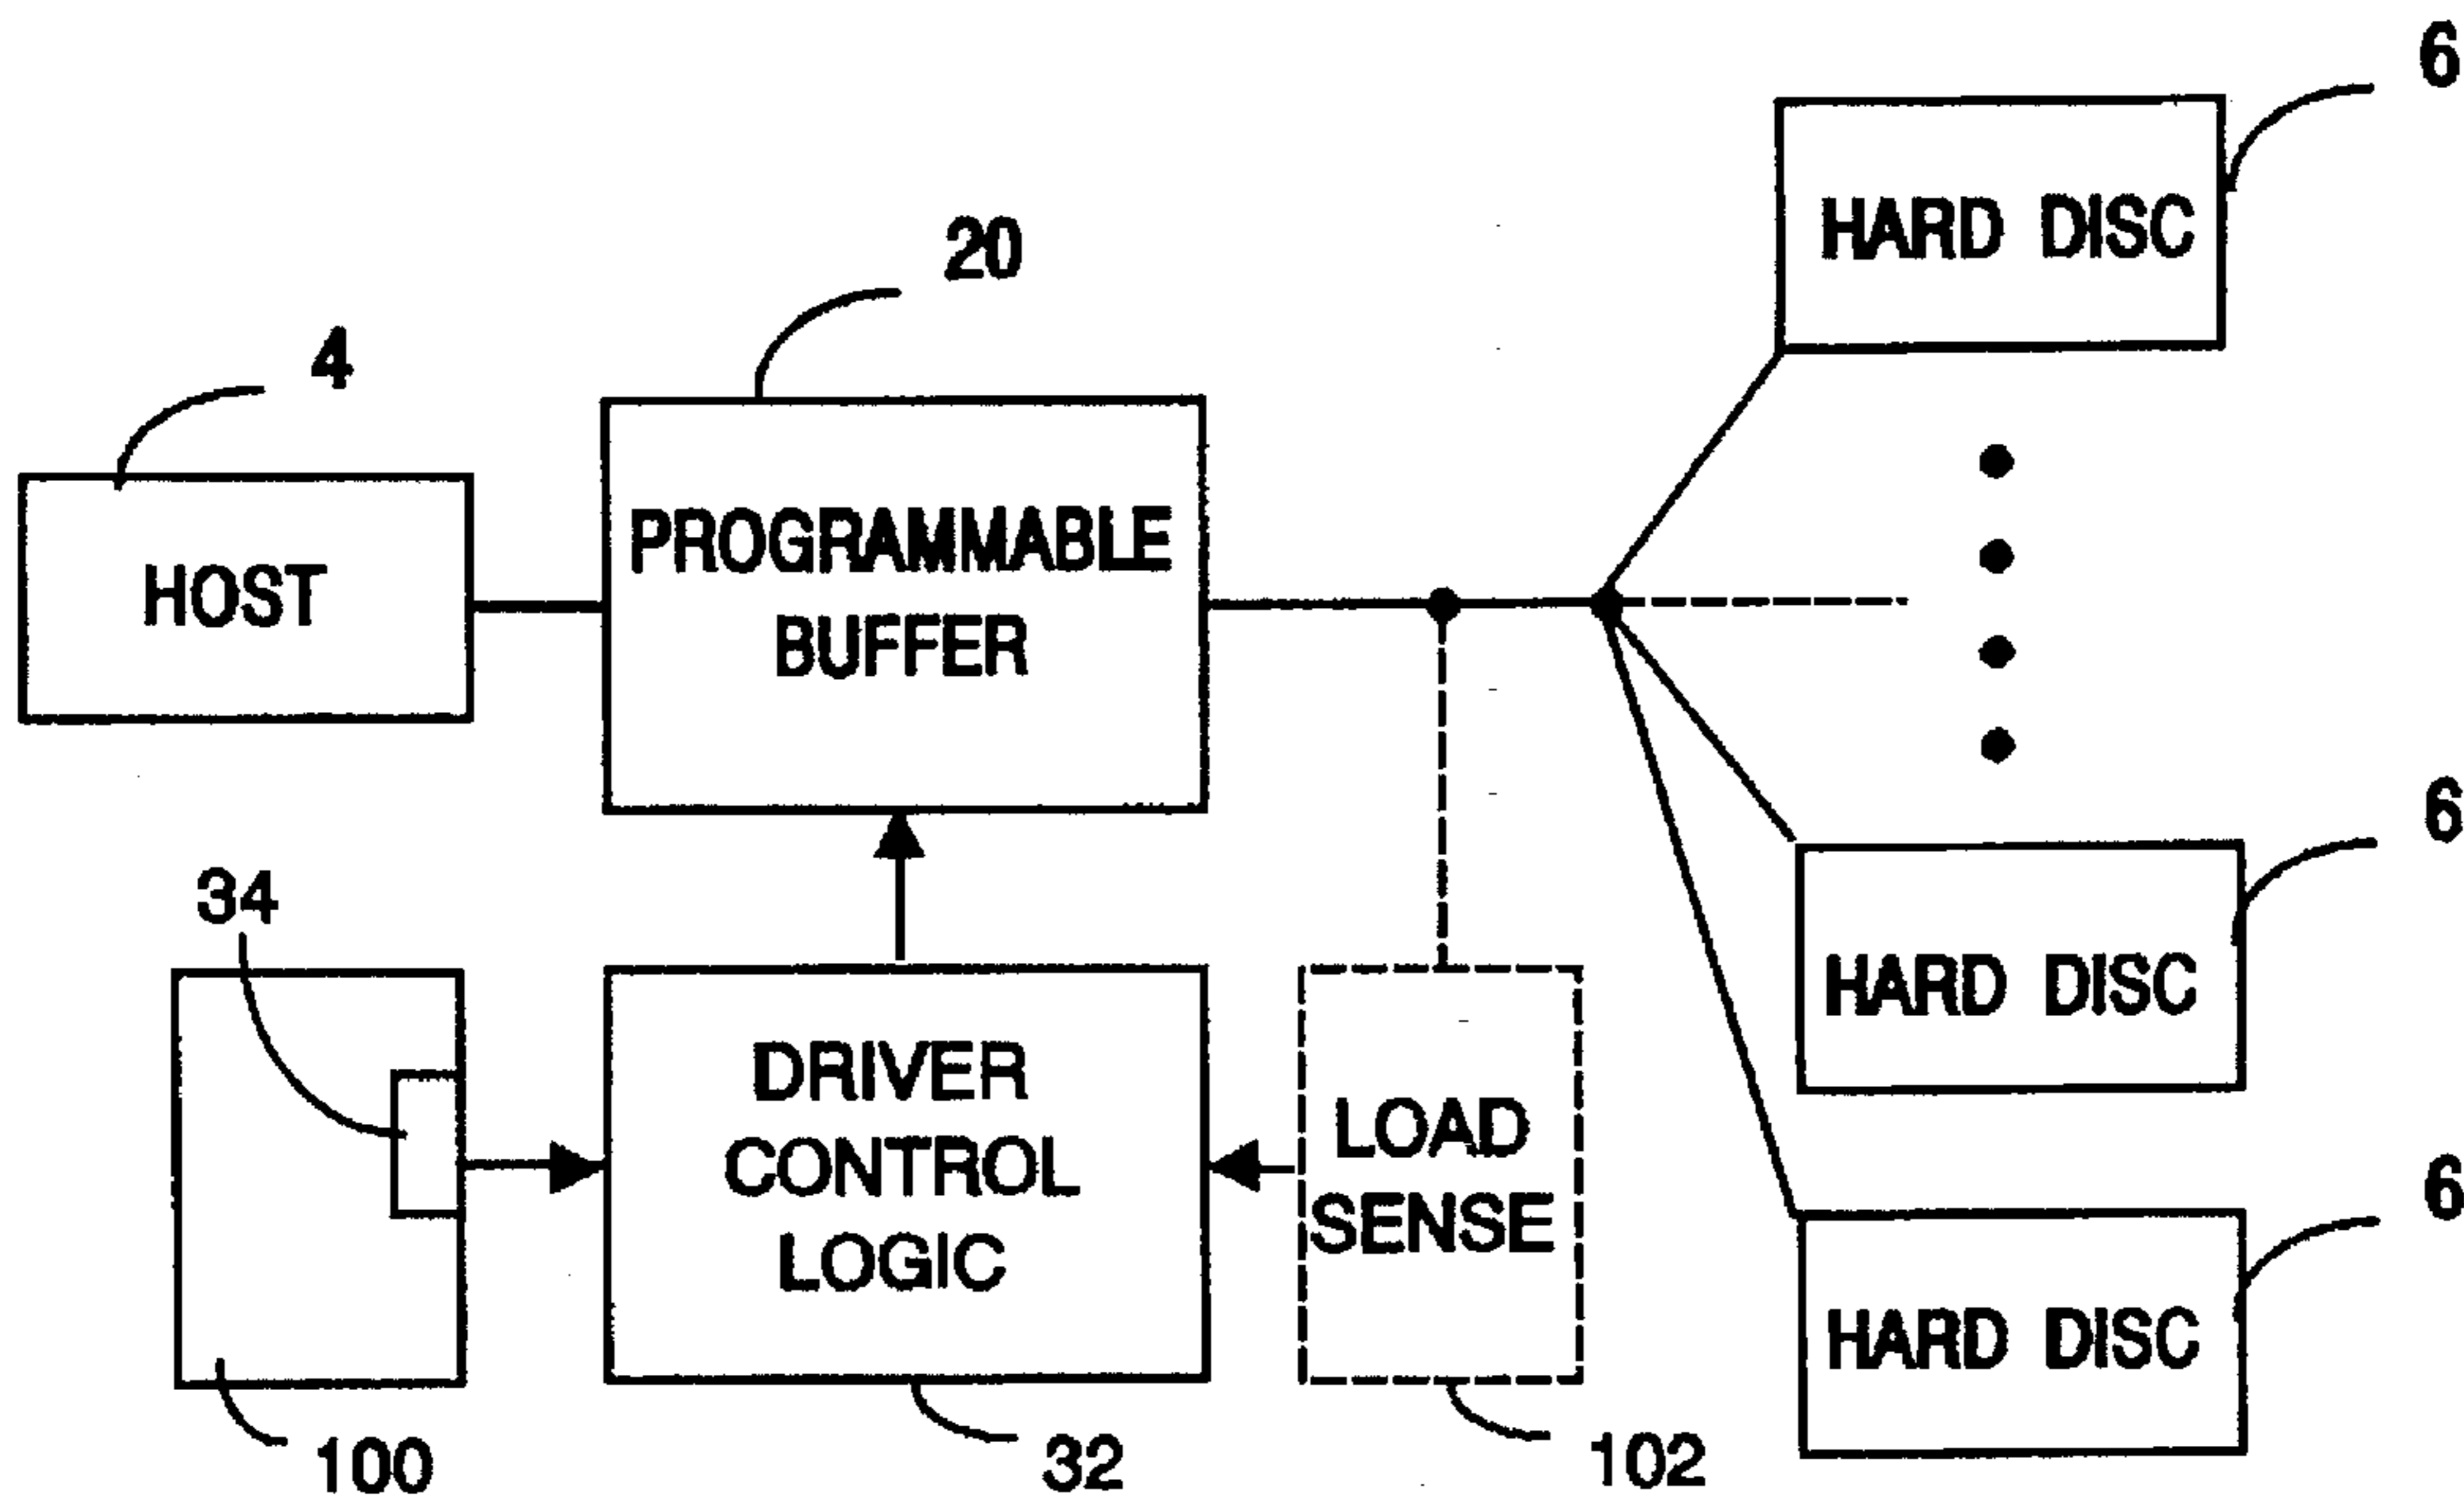 6
HARD DISC
20
4
PROGRAMMABLE
BUFFER
HOST
6
34
HARD DISC
DRIVER
CONTROL
LOGIC
LOAD
SENSE
6
HARD DISC
100
32
102